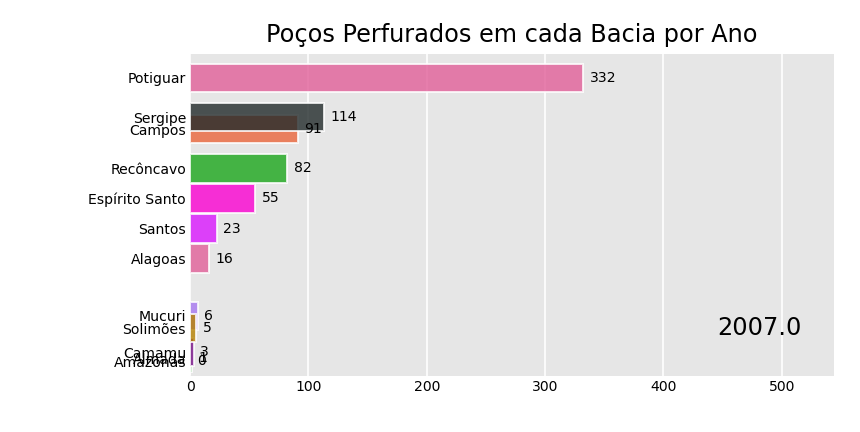 Poços Perfurados em cada Bacia por Ano
Potiguar 332
Sergipe 114
Campos 91
Recôncavo 82
Espírito Santo 55
Santos 23
Alagoas 16
Mucuri 6
Solimões 5
2007.0
Camamu 3
Almada 1
Amazonas 0
0 100 200 300 400 500